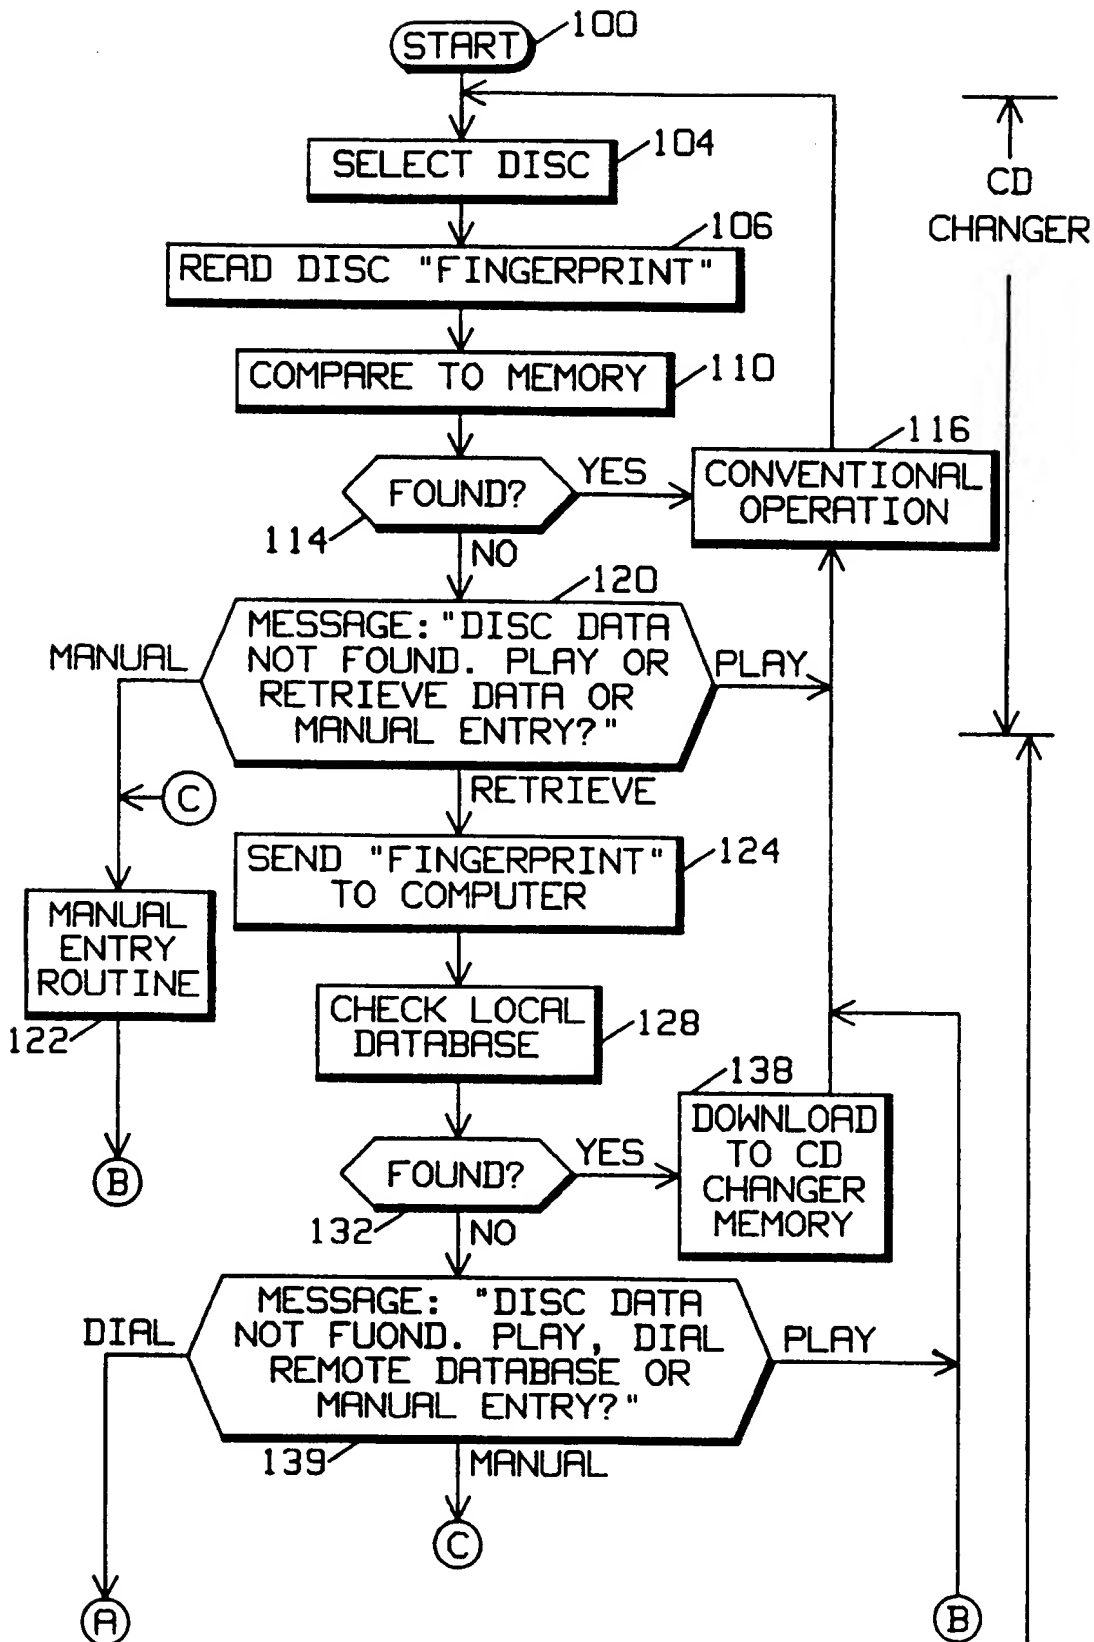 START
100
SELECT DISC
104
CD
CHANGER
READ DISC "FINGERPRINT"
106
COMPARE TO MEMORY
110
FOUND?
114
YES
NO
CONVENTIONAL
OPERATION
116
MESSAGE: "DISC DATA
NOT FOUND. PLAY OR
RETRIEVE DATA OR
MANUAL ENTRY?"
120
MANUAL
PLAY
RETRIEVE
C
SEND "FINGERPRINT"
TO COMPUTER
124
MANUAL
ENTRY
ROUTINE
122
B
CHECK LOCAL
DATABASE
128
FOUND?
132
YES
NO
DOWNLOAD
TO CD
CHANGER
MEMORY
138
MESSAGE: "DISC DATA
NOT FUOND. PLAY, DIAL
REMOTE DATABASE OR
MANUAL ENTRY?"
139
DIAL
PLAY
MANUAL
C
A
B